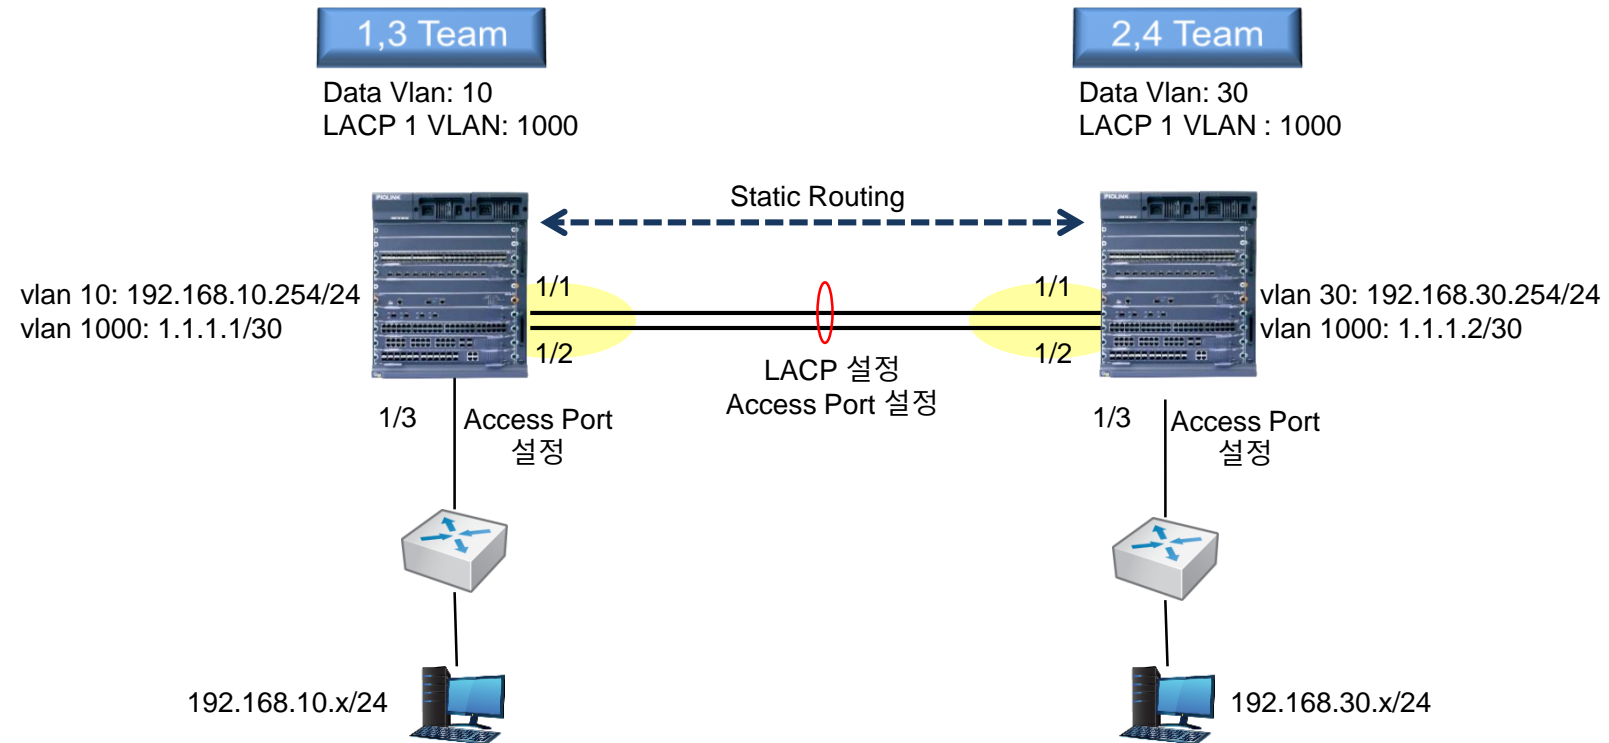 1,3 Team
2,4 Team
Data Vlan: 10
LACP 1 VLAN: 1000
Data Vlan: 30
LACP 1 VLAN : 1000
PIOLINK
PIOLINK
Static Routing
vlan 10: 192.168.10.254/24
vlan 1000: 1.1.1.1/30
1/1
1/2
1/1
1/2
vlan 30: 192.168.30.254/24
vlan 1000: 1.1.1.2/30
LACP 설정
Access Port 설정
1/3
Access Port
설정
1/3
Access Port
설정
192.168.10.x/24
192.168.30.x/24